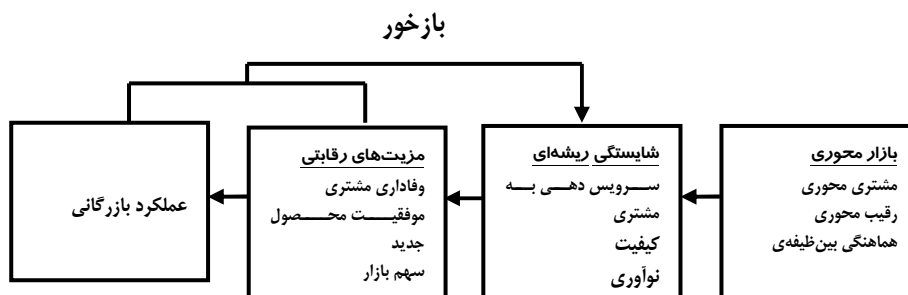 بازخور
بازار محوری
مشتری محوری
رقیب محوری
هماهنگی بین‌ظیفه‌ی
شایستگی ریشه‌ای
سرویس دهی به
مشتری
کیفیت
نوآوری
مزیت‌های رقابتی
وفاداری مشتری
موفقیت محصول
جدید
سهم بازار
عملکرد بازرگانی